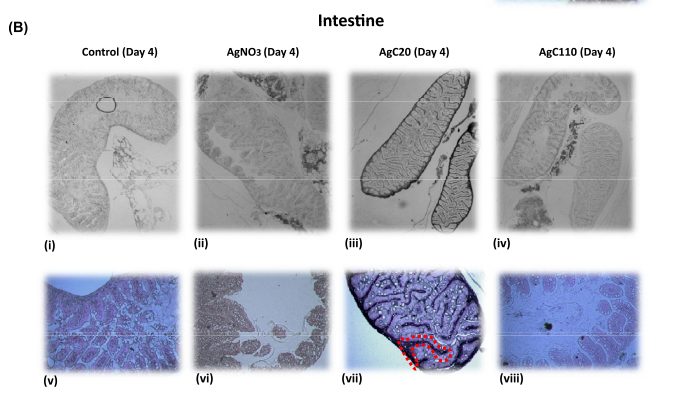 (B)
Intestine
Control (Day 4) AgNO3 (Day 4) AgC20 (Day 4) AgC110 (Day 4)
(i) (ii) (iii) (iv)
(v) (vi) (vii) (viii)